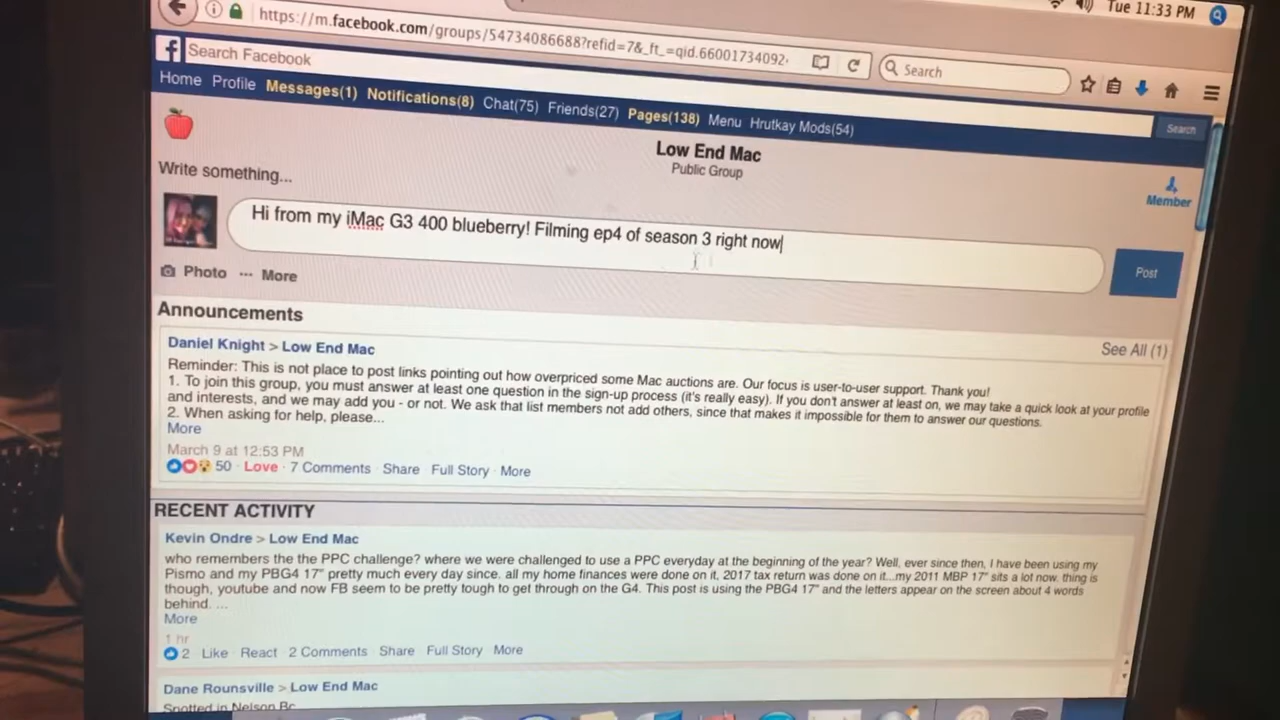 Tue 11:33 PM
https://m.facebook.com/groups/54734086688?refid=7&_ft_=qid.66001734092
Search
f Search Facebook
Search
Home Profile Messages(1) Notifications(8) Chat(75) Friends(27) Pages(138) Menu Hrutkay Mods(54)
Low End Mac
Public Group
Member
Write something...
Hi from my iMac G3 400 blueberry! Filming ep4 of season 3 right now
Post
Photo ··· More
Announcements
See All (1)
Daniel Knight > Low End Mac
Reminder: This is not place to post links pointing out how overpriced some Mac auctions are. Our focus is user-to-user support. Thank you!
1. To join this group, you must answer at least one question in the sign-up process (it's really easy). If you don't answer at least on, we may take a quick look at your profile
and interests, and we may add you - or not. We ask that list members not add others, since that makes it impossible for them to answer our questions.
2. When asking for help, please...
More
March 9 at 12:53 PM
50 · Love · 7 Comments · Share · Full Story · More
RECENT ACTIVITY
Kevin Ondre > Low End Mac
who remembers the the PPC challenge? where we were challenged to use a PPC everyday at the beginning of the year? Well, ever since then, I have been using my
Pismo and my PBG4 17" pretty much every day since. all my home finances were done on it, 2017 tax return was done on it...my 2011 MBP 17" sits a lot now. thing is
though, youtube and now FB seem to be pretty tough to get through on the G4. This post is using the PBG4 17" and the letters appear on the screen about 4 words
behind. ...
More
1 hr
2 · Like · React · 2 Comments · Share · Full Story · More
Dane Rounsville > Low End Mac
Spotted in Nelson Bc